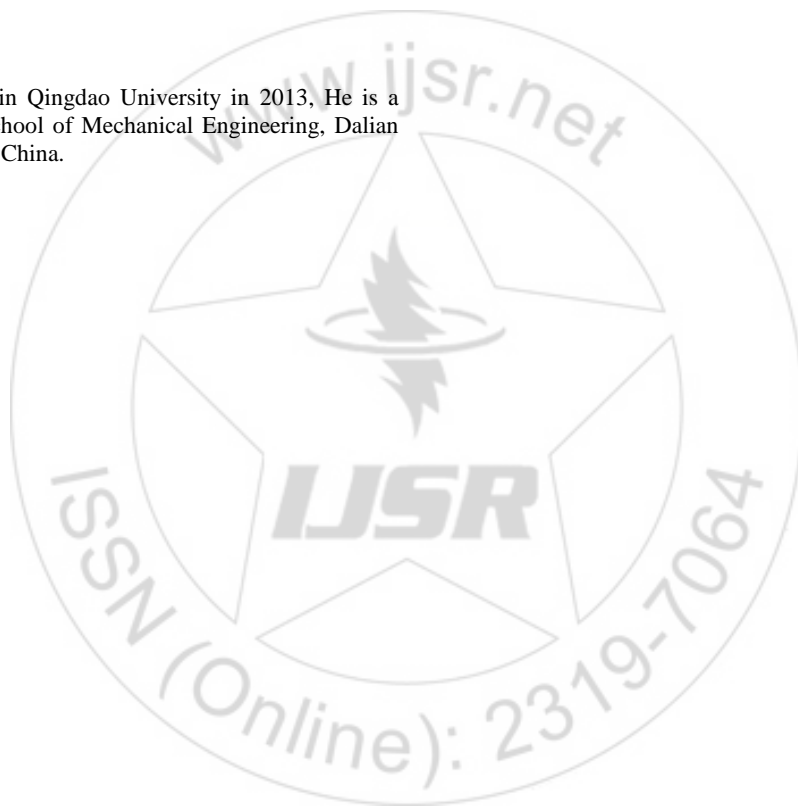 in Qingdao University in 2013, He is a
hool of Mechanical Engineering, Dalian
China.
www.ijsr.net
IJSR
ISSN (Online): 2319-7064